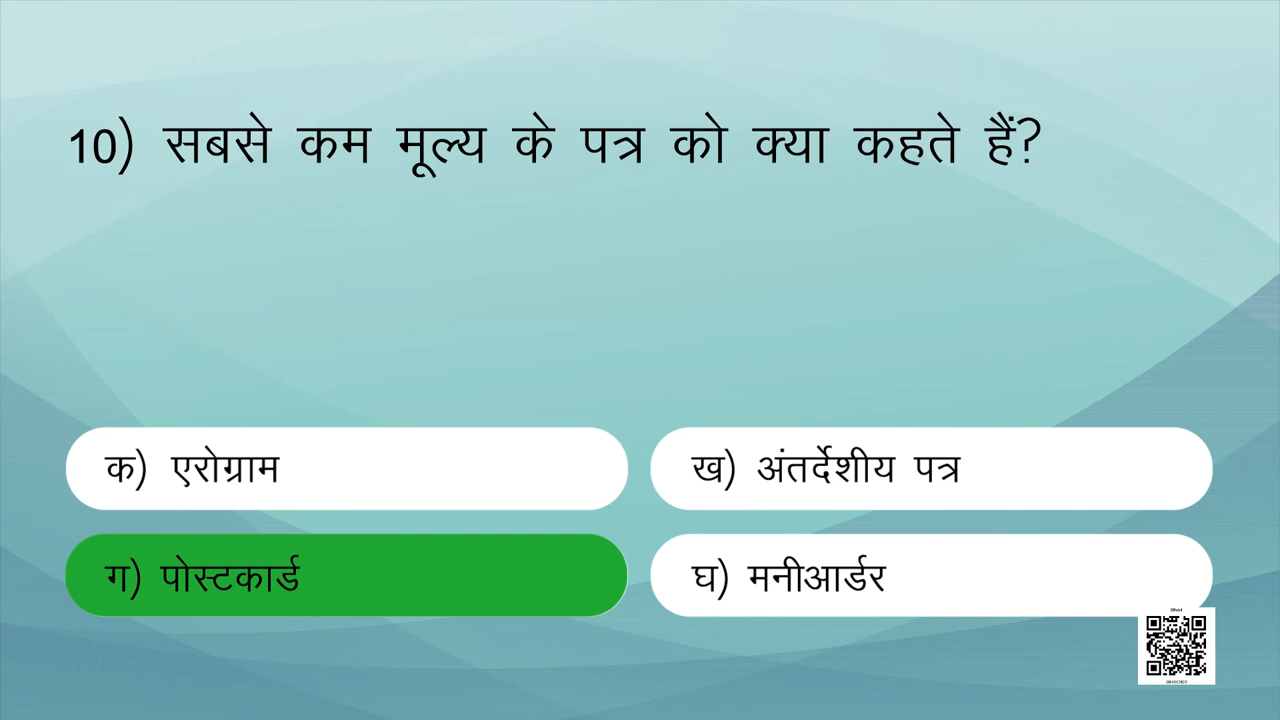 10) सबसे कम मूल्य के पत्र को क्या कहते हैं?
क) एरोग्राम
ख) अंतर्देशीय पत्र
ग) पोस्टकार्ड
घ) मनीआर्डर